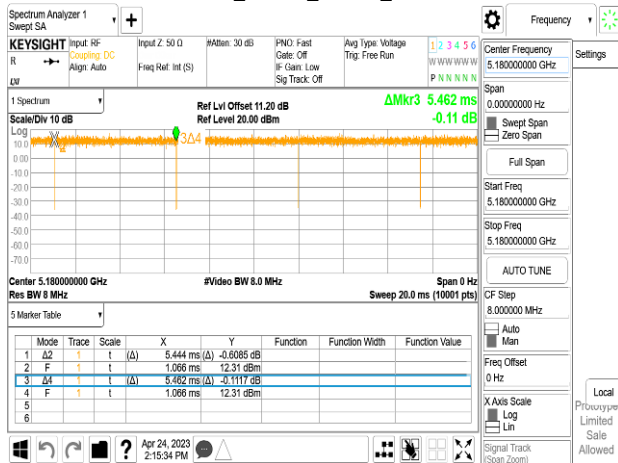 Spectrum Analyzer 1
Swept SA
+
Frequency
KEYSIGHT Input: RF Input Z: 50 Ω #Atten: 30 dB PNO: Fast Avg Type: Voltage 1 2 3 4 5 6
R Coupling: DC Gate: Off Trig: Free Run
Align: Auto Freq Ref: Int (S) IF Gain: Low W W W W W W
Sig Track: Off P N N N N N
LXI
1 Spectrum
Ref Lvl Offset 11.20 dB ΔMkr3 5.462 ms
Scale/Div 10 dB Ref Level 20.00 dBm -0.11 dB
Log
10.0
0.00
-10.0
-20.0
-30.0
-40.0
-50.0
-60.0
-70.0
X
3Δ4
Center 5.180000000 GHz #Video BW 8.0 MHz Span 0 Hz
Res BW 8 MHz Sweep 20.0 ms (10001 pts)
5 Marker Table
Mode Trace Scale X Y Function Function Width Function Value
1 Δ2 1 t (Δ) 5.444 ms (Δ) -0.6085 dB
2 F 1 t 1.066 ms 12.31 dBm
3 Δ4 1 t (Δ) 5.462 ms (Δ) -0.1117 dB
4 F 1 t 1.066 ms 12.31 dBm
5
6
?
Apr 24, 2023
2:15:34 PM
Center Frequency
5.180000000 GHz
Span
0.00000000 Hz
Swept Span
Zero Span
Full Span
Start Freq
5.180000000 GHz
Stop Freq
5.180000000 GHz
AUTO TUNE
CF Step
8.000000 MHz
Auto
Man
Freq Offset
0 Hz
X Axis Scale
Log
Lin
Signal Track
(Span Zoom)
Settings
Local
Prototype
Limited
Sale
Allowed